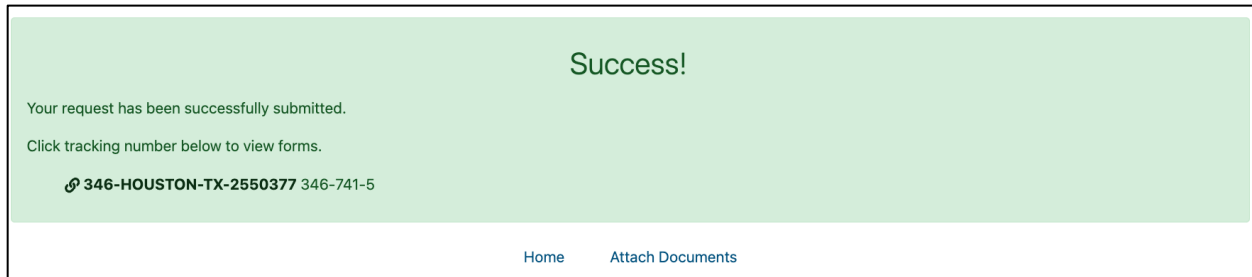 Success!
Your request has been successfully submitted.
Click tracking number below to view forms.
346-HOUSTON-TX-2550377 346-741-5
Home Attach Documents